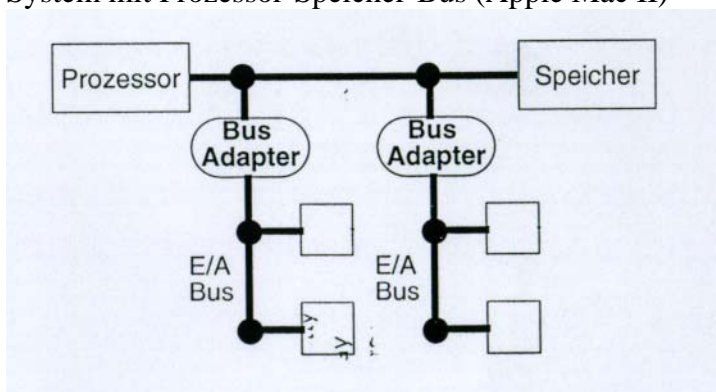 System mit Prozessor-Speicher-Bus (Apple Mac II)
Prozessor
Speicher
Bus
Adapter
Bus
Adapter
E/A
Bus
E/A
Bus